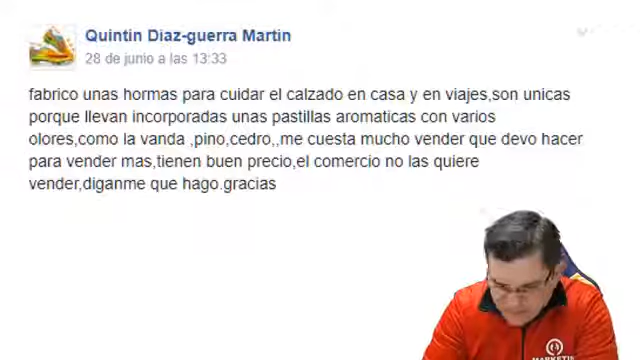 Quintin Diaz-guerra Martin
28 de junio a las 13:33
fabrico unas hormas para cuidar el calzado en casa y en viajes,son unicas
porque llevan incorporadas unas pastillas aromaticas con varios
olores,como la vanda ,pino,cedro,,me cuesta mucho vender que devo hacer
para vender mas,tienen buen precio,el comercio no las quiere
vender,diganme que hago.gracias